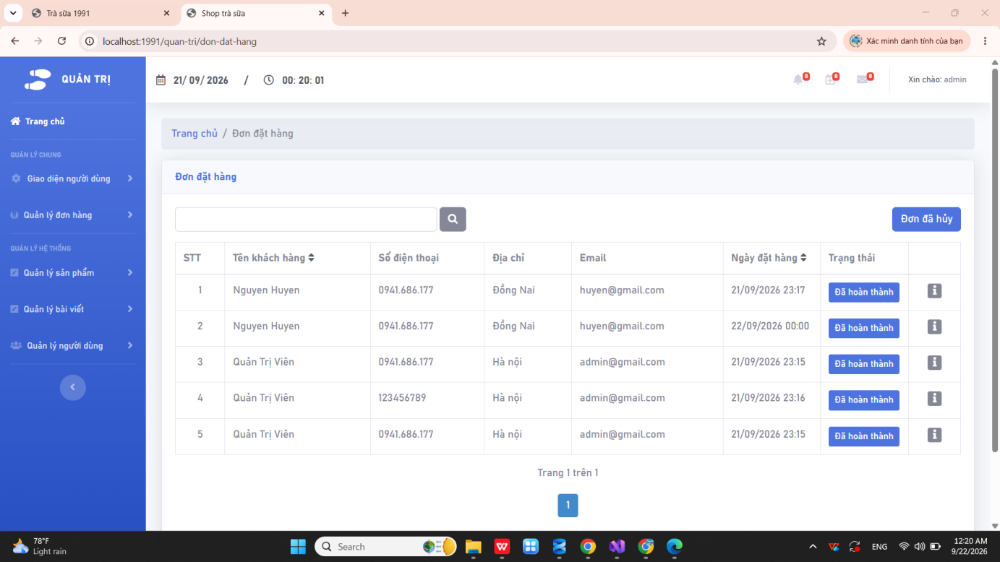 Trà sữa 1991
Shop trà sữa
localhost:1991/quan-tri/don-dat-hang
Xác minh danh tính của bạn
QUẢN TRỊ
21/ 09/ 2026 / 00: 20: 01
0 0 0
Xin chào: admin
Trang chủ
QUẢN LÝ CHUNG
Giao diện người dùng
Quản lý đơn hàng
QUẢN LÝ HỆ THỐNG
Quản lý sản phẩm
Quản lý bài viết
Quản lý người dùng
Trang chủ / Đơn đặt hàng
Đơn đặt hàng
Đơn đã hủy
STT Tên khách hàng Số điện thoại Địa chỉ Email Ngày đặt hàng Trạng thái
1 Nguyen Huyen 0941.686.177 Đồng Nai huyen@gmail.com 21/09/2026 23:17 Đã hoàn thành
2 Nguyen Huyen 0941.686.177 Đồng Nai huyen@gmail.com 22/09/2026 00:00 Đã hoàn thành
3 Quản Trị Viên 0941.686.177 Hà nội admin@gmail.com 21/09/2026 23:15 Đã hoàn thành
4 Quản Trị Viên 123456789 Hà nội admin@gmail.com 21/09/2026 23:16 Đã hoàn thành
5 Quản Trị Viên 0941.686.177 Hà nội admin@gmail.com 21/09/2026 23:15 Đã hoàn thành
Trang 1 trên 1
1
78°F
Light rain
Search
ENG
12:20 AM
9/22/2026